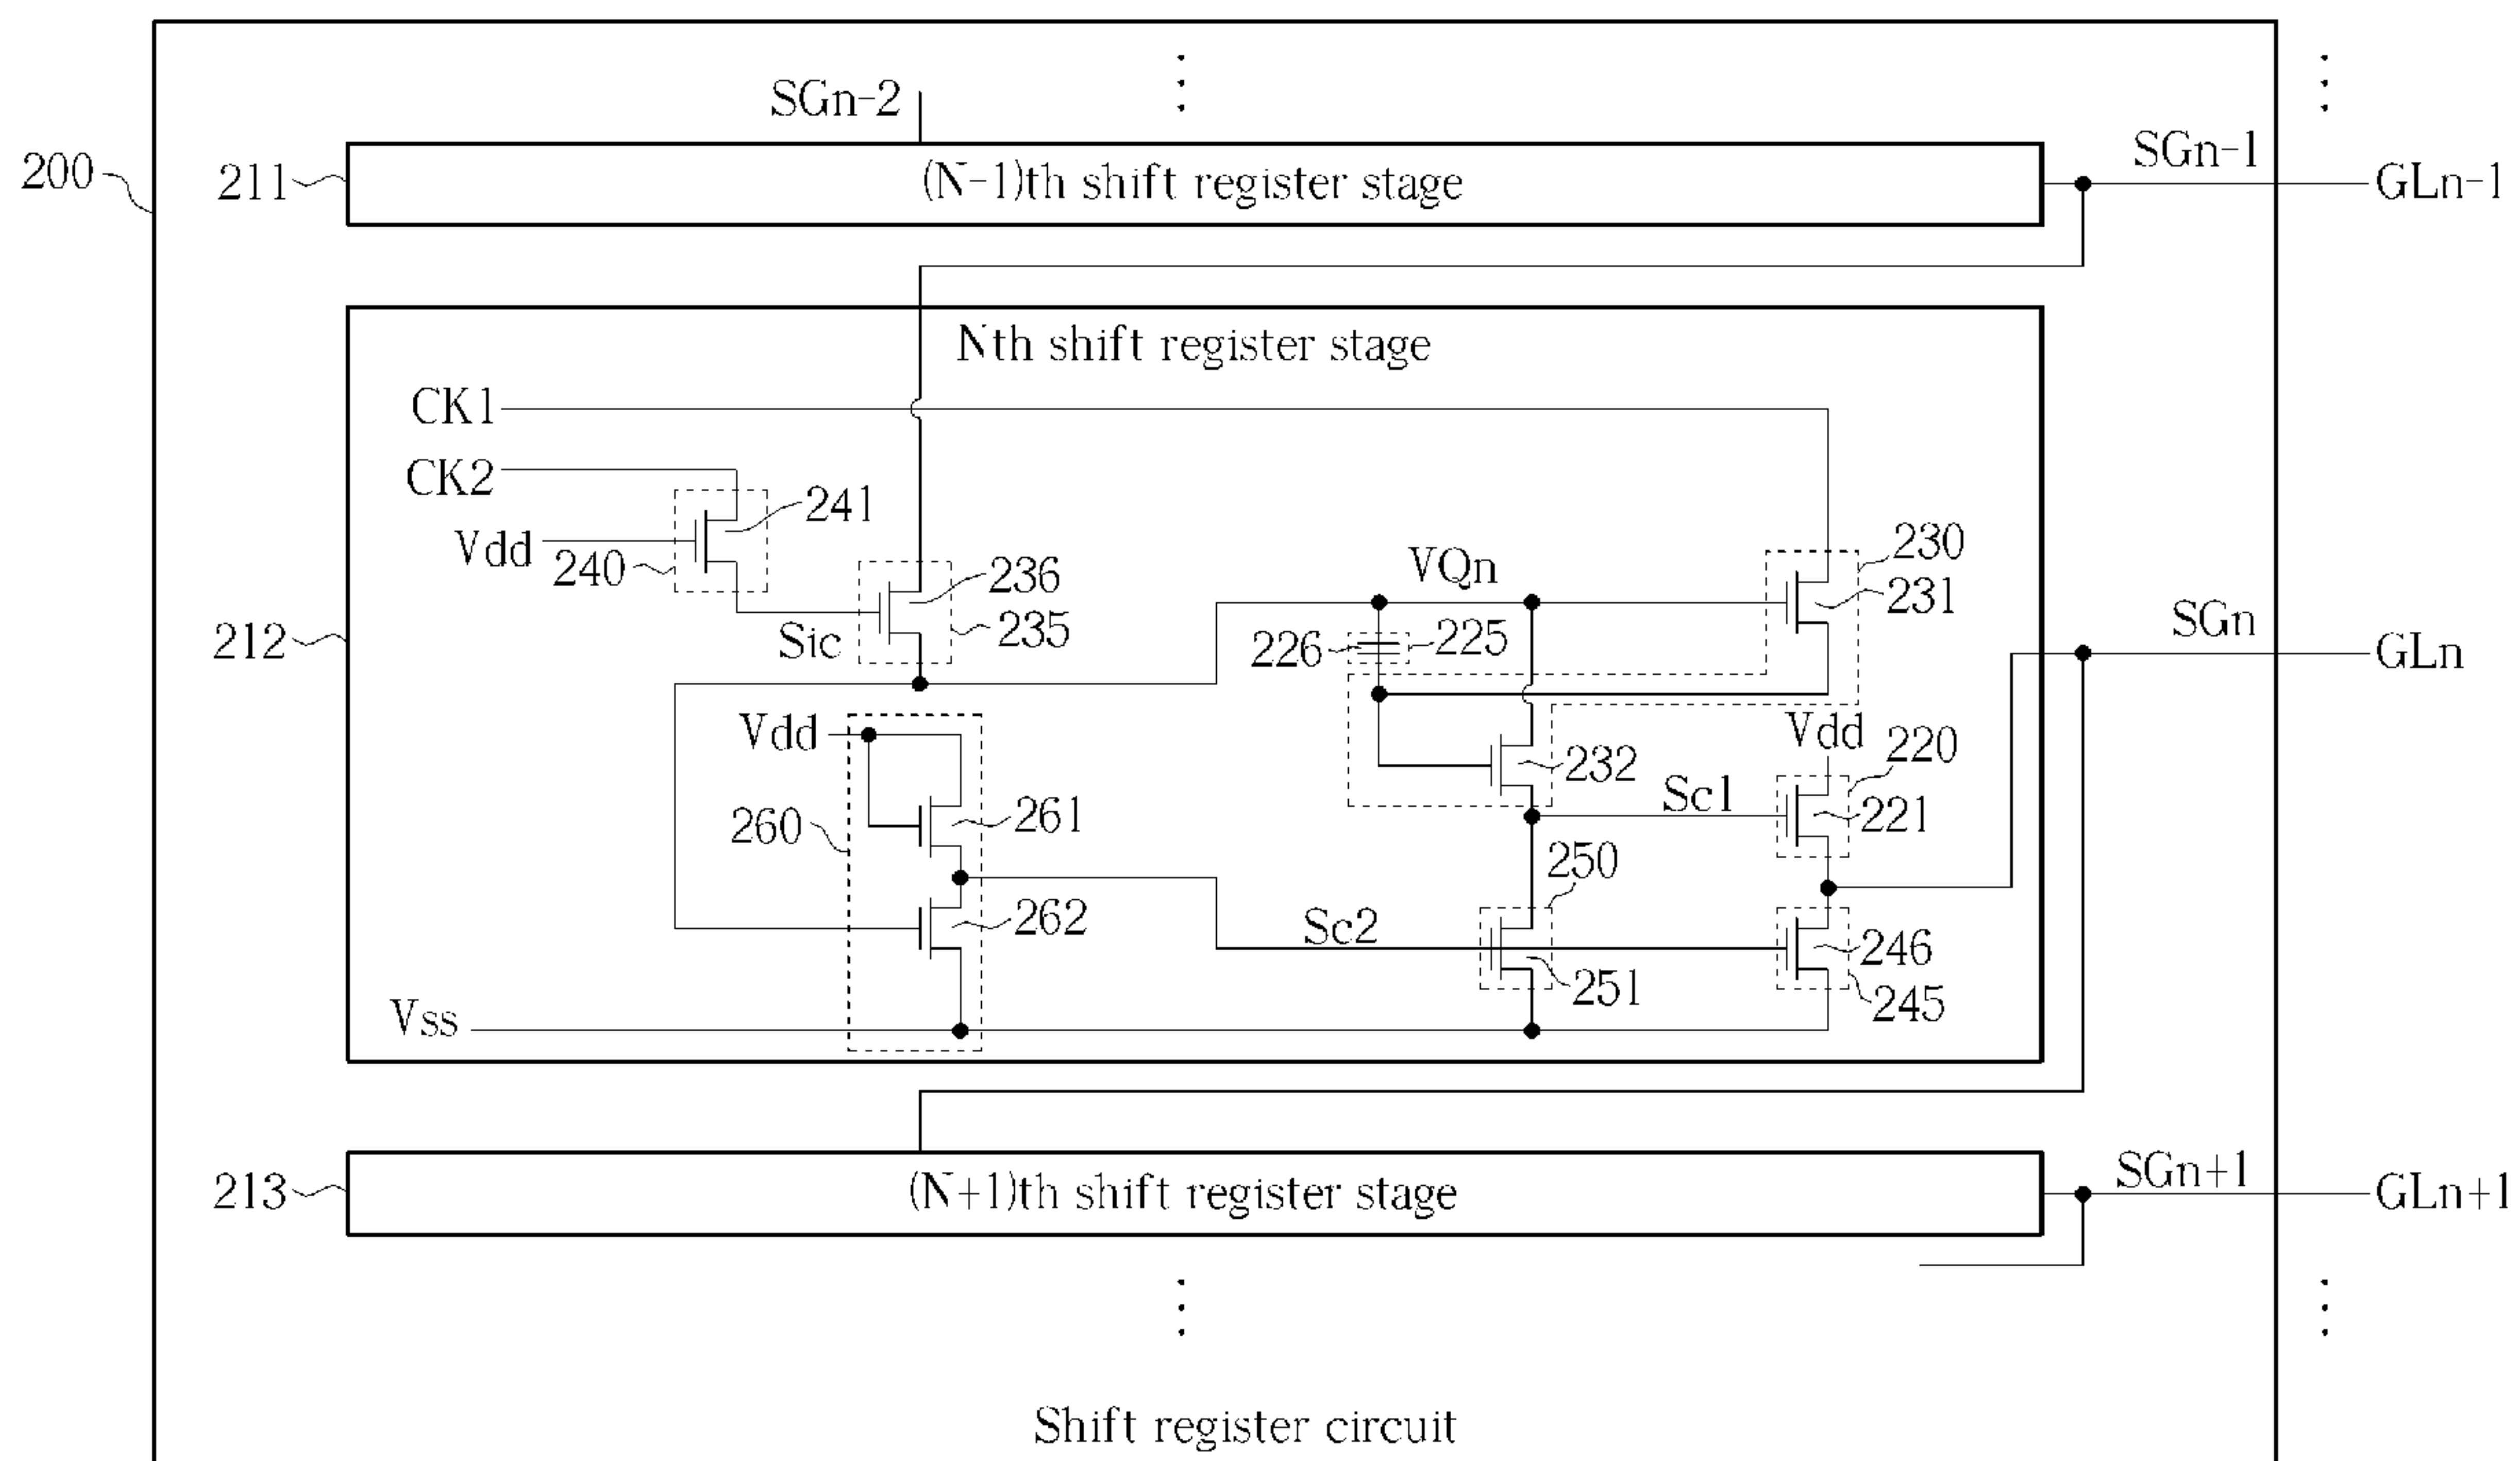 SGn-2
200
211
(N-1)th shift register stage
SGn-1
GLn-1
Nth shift register stage
CK1
CK2
241
Vdd
240
236
235
Sic
VQn
230
231
226
225
212
SGn
GLn
Vdd
232
Vdd
220
260
261
Sc1
221
250
262
Sc2
246
251
245
Vss
213
(N+1)th shift register stage
SGn+1
GLn+1
Shift register circuit